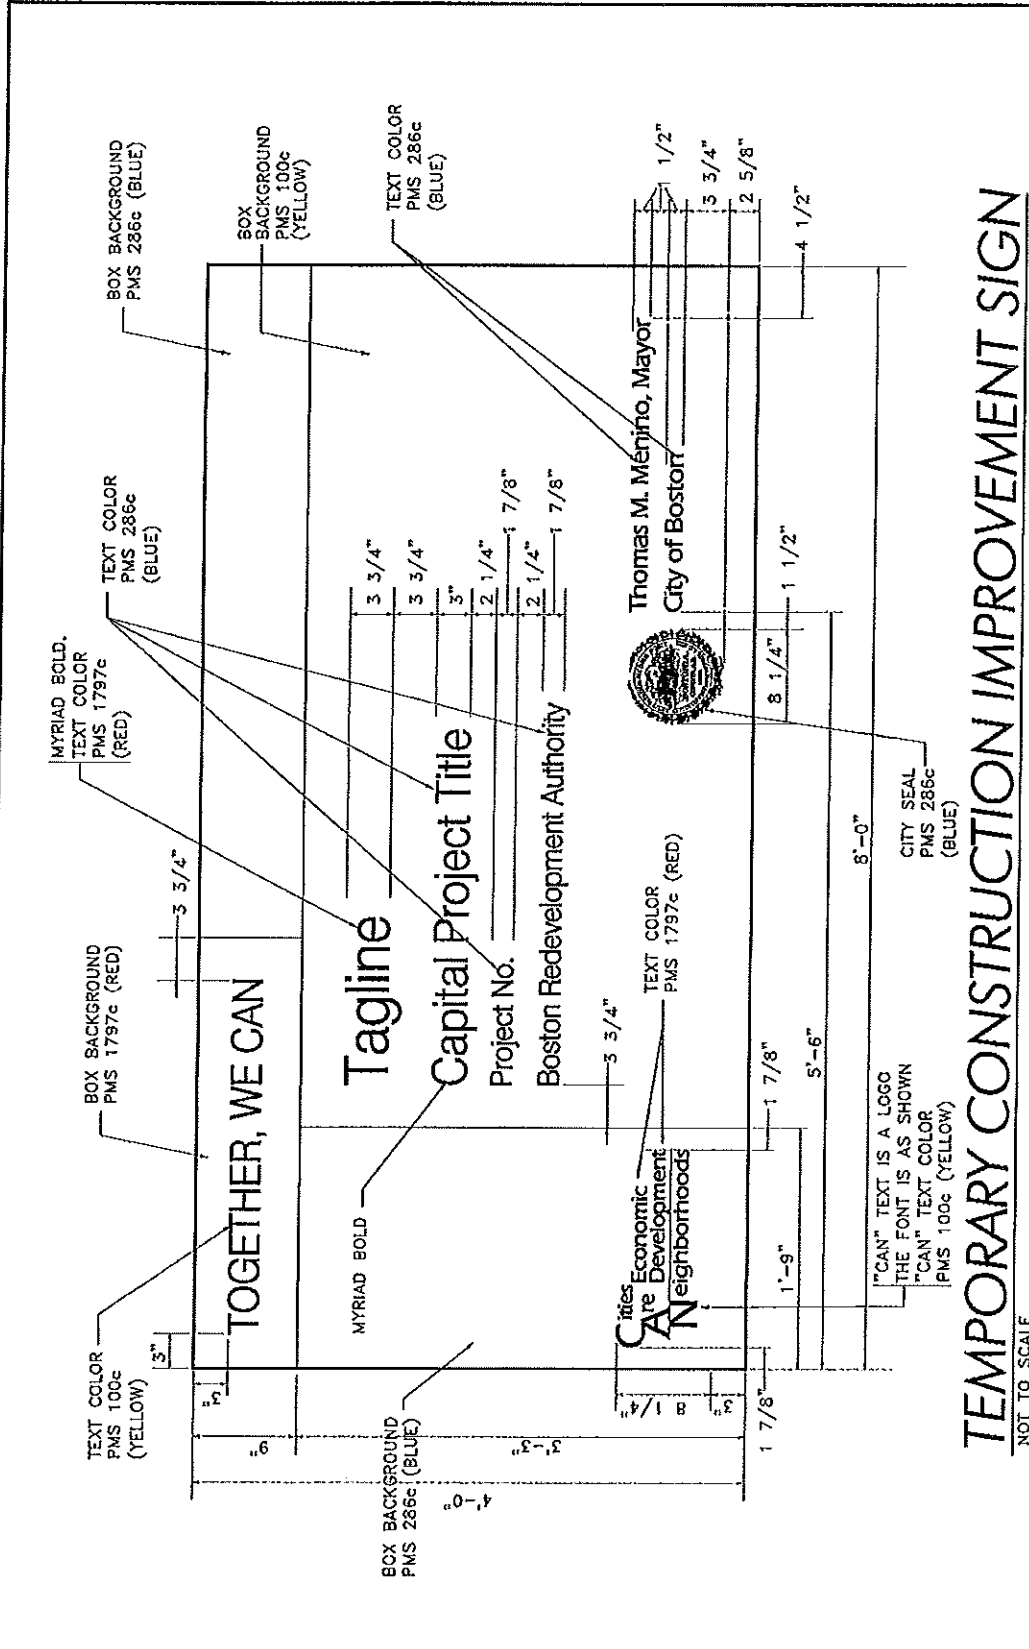 BOX BACKGROUND
PMS 1797c (RED)
TEXT COLOR
PMS 100c
(YELLOW)
3"
3"
3 3/4"
MYRIAD BOLD.
TEXT COLOR
PMS 1797c
(RED)
TEXT COLOR
PMS 286c
(BLUE)
BOX BACKGROUND
PMS 286c (BLUE)
BOX
BACKGROUND
PMS 100c
(YELLOW)
TEXT COLOR
PMS 286c
(BLUE)
TOGETHER, WE CAN
MYRIAD BOLD
Tagline
Capital Project Title
Project No.
Boston Redevelopment Authority
3 3/4"
3 3/4"
3"
2 1/4"
1 7/8"
2 1/4"
1 7/8"
3 3/4"
Cities
Are Economic
Development
Neighborhoods
TEXT COLOR
PMS 1797c (RED)
Thomas M. Menino, Mayor
City of Boston
1 1/2"
3 3/4"
2 5/8"
4 1/2"
8 1/4"
1 1/2"
9"
3'-3"
4'-0"
8 1/4"
3"
1 7/8"
BOX BACKGROUND
PMS 286c (BLUE)
1 7/8"
1'-9"
5'-6"
8'-0"
CITY SEAL
PMS 286c
(BLUE)
"CAN" TEXT IS A LOGO
THE FONT IS AS SHOWN
"CAN" TEXT COLOR
PMS 100c (YELLOW)
TEMPORARY CONSTRUCTION IMPROVEMENT SIGN
NOT TO SCALE